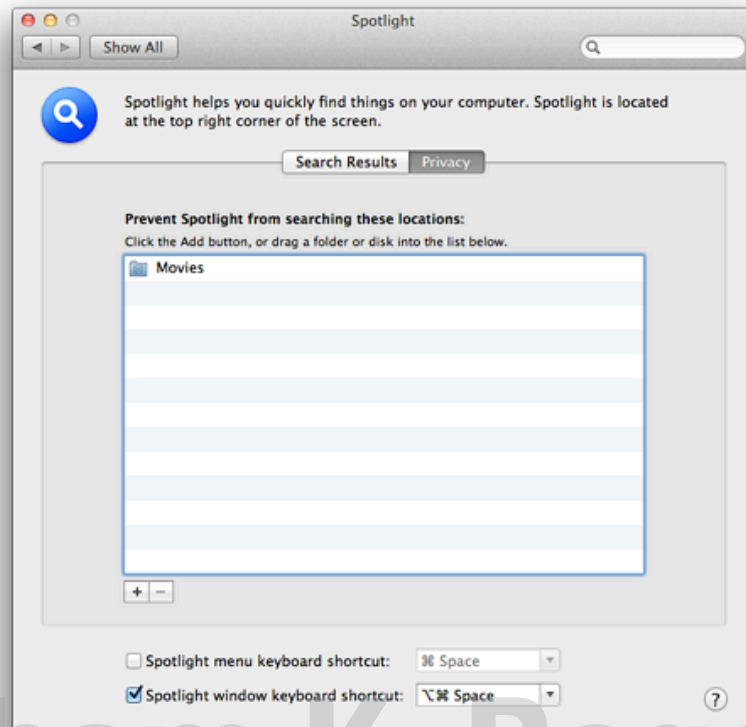 Spotlight
Show All
Spotlight helps you quickly find things on your computer. Spotlight is located
at the top right corner of the screen.
Search Results Privacy
Prevent Spotlight from searching these locations:
Click the Add button, or drag a folder or disk into the list below.
Movies
+ −
Spotlight menu keyboard shortcut: ⌘ Space
Spotlight window keyboard shortcut: ⌥⌘ Space
?